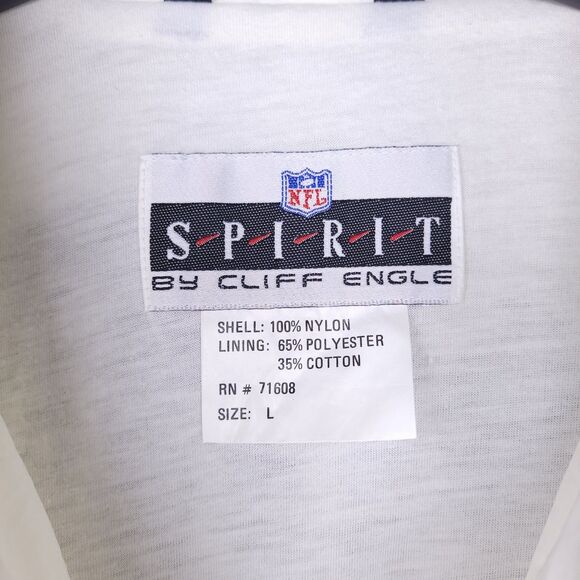 NFL
S-P-I-R-I-T
BY CLIFF ENGLE
SHELL: 100% NYLON
LINING: 65% POLYESTER
35% COTTON
RN # 71608
SIZE: L